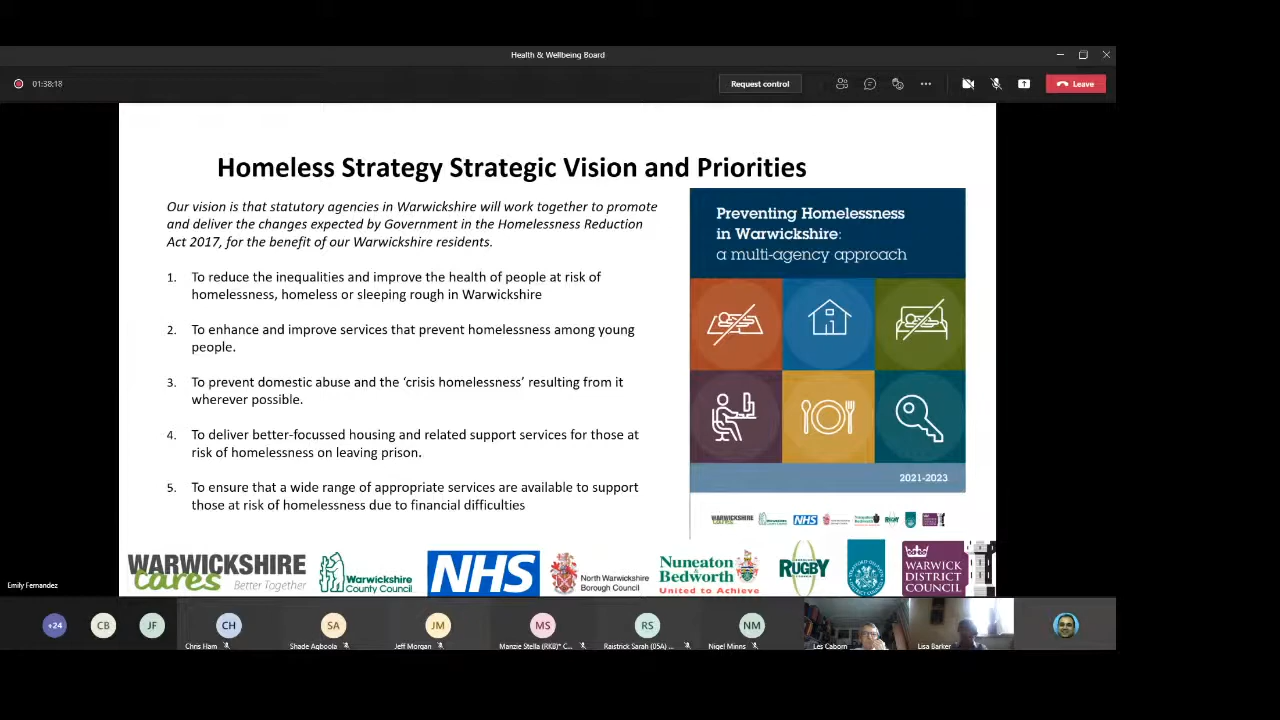 Health & Wellbeing Board
01:38:18
Request control
Leave
Homeless Strategy Strategic Vision and Priorities
Our vision is that statutory agencies in Warwickshire will work together to promote
and deliver the changes expected by Government in the Homelessness Reduction
Act 2017, for the benefit of our Warwickshire residents.
1. To reduce the inequalities and improve the health of people at risk of
homelessness, homeless or sleeping rough in Warwickshire
2. To enhance and improve services that prevent homelessness among young
people.
3. To prevent domestic abuse and the ‘crisis homelessness’ resulting from it
wherever possible.
4. To deliver better-focussed housing and related support services for those at
risk of homelessness on leaving prison.
5. To ensure that a wide range of appropriate services are available to support
those at risk of homelessness due to financial difficulties
Preventing Homelessness
in Warwickshire:
a multi-agency approach
2021-2023
NHS
RUGBY
WARWICKSHIRE
cares Better Together
Warwickshire
County Council
NHS
North Warwickshire
Borough Council
Nuneaton &
Bedworth
United to Achieve
RUGBY
WARWICK
DISTRICT
COUNCIL
Emily Fernandez
+24
CB
JF
CH
SA
JM
MS
RS
NM
Chris Ham
Shade Agboola
Jeff Morgan
Manzie Stella (RKB)* C...
Raistrick Sarah (05A) ...
Nigel Minns
Les Caborn
Lisa Barker